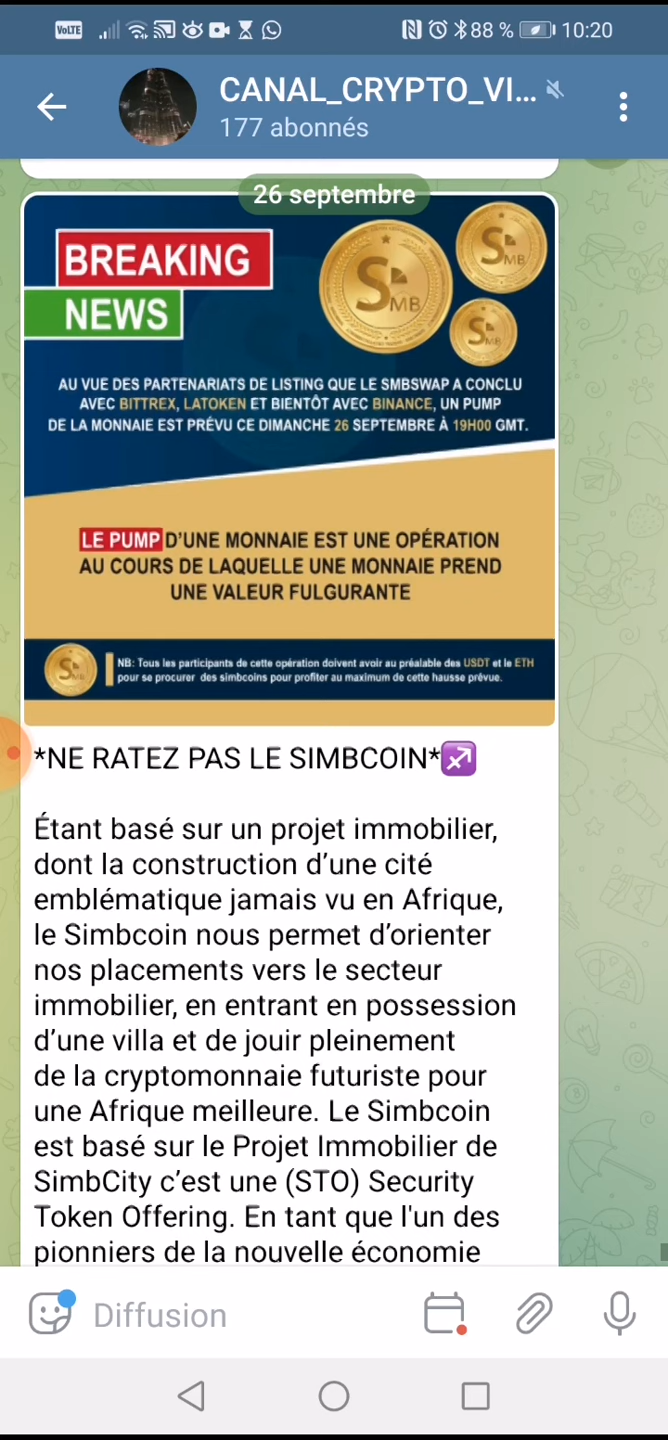 VoLTE
88 %
10:20
CANAL_CRYPTO_VI...
177 abonnés
26 septembre
BREAKING
NEWS
SMB
SMB
SMB
AU VUE DES PARTENARIATS DE LISTING QUE LE SMBSWAP A CONCLU
AVEC BITTREX, LATOKEN ET BIENTÔT AVEC BINANCE, UN PUMP
DE LA MONNAIE EST PRÉVU CE DIMANCHE 26 SEPTEMBRE À 19H00 GMT.
LE PUMP D'UNE MONNAIE EST UNE OPÉRATION
AU COURS DE LAQUELLE UNE MONNAIE PREND
UNE VALEUR FULGURANTE
NB: Tous les participants de cette opération doivent avoir au préalable des USDT et le ETH
pour se procurer des simbcoins pour profiter au maximum de cette hausse prévue.
*NE RATEZ PAS LE SIMBCOIN*♐
Étant basé sur un projet immobilier,
dont la construction d’une cité
emblématique jamais vu en Afrique,
le Simbcoin nous permet d’orienter
nos placements vers le secteur
immobilier, en entrant en possession
d’une villa et de jouir pleinement
de la cryptomonnaie futuriste pour
une Afrique meilleure. Le Simbcoin
est basé sur le Projet Immobilier de
SimbCity c’est une (STO) Security
Token Offering. En tant que l'un des
pionniers de la nouvelle économie
Diffusion